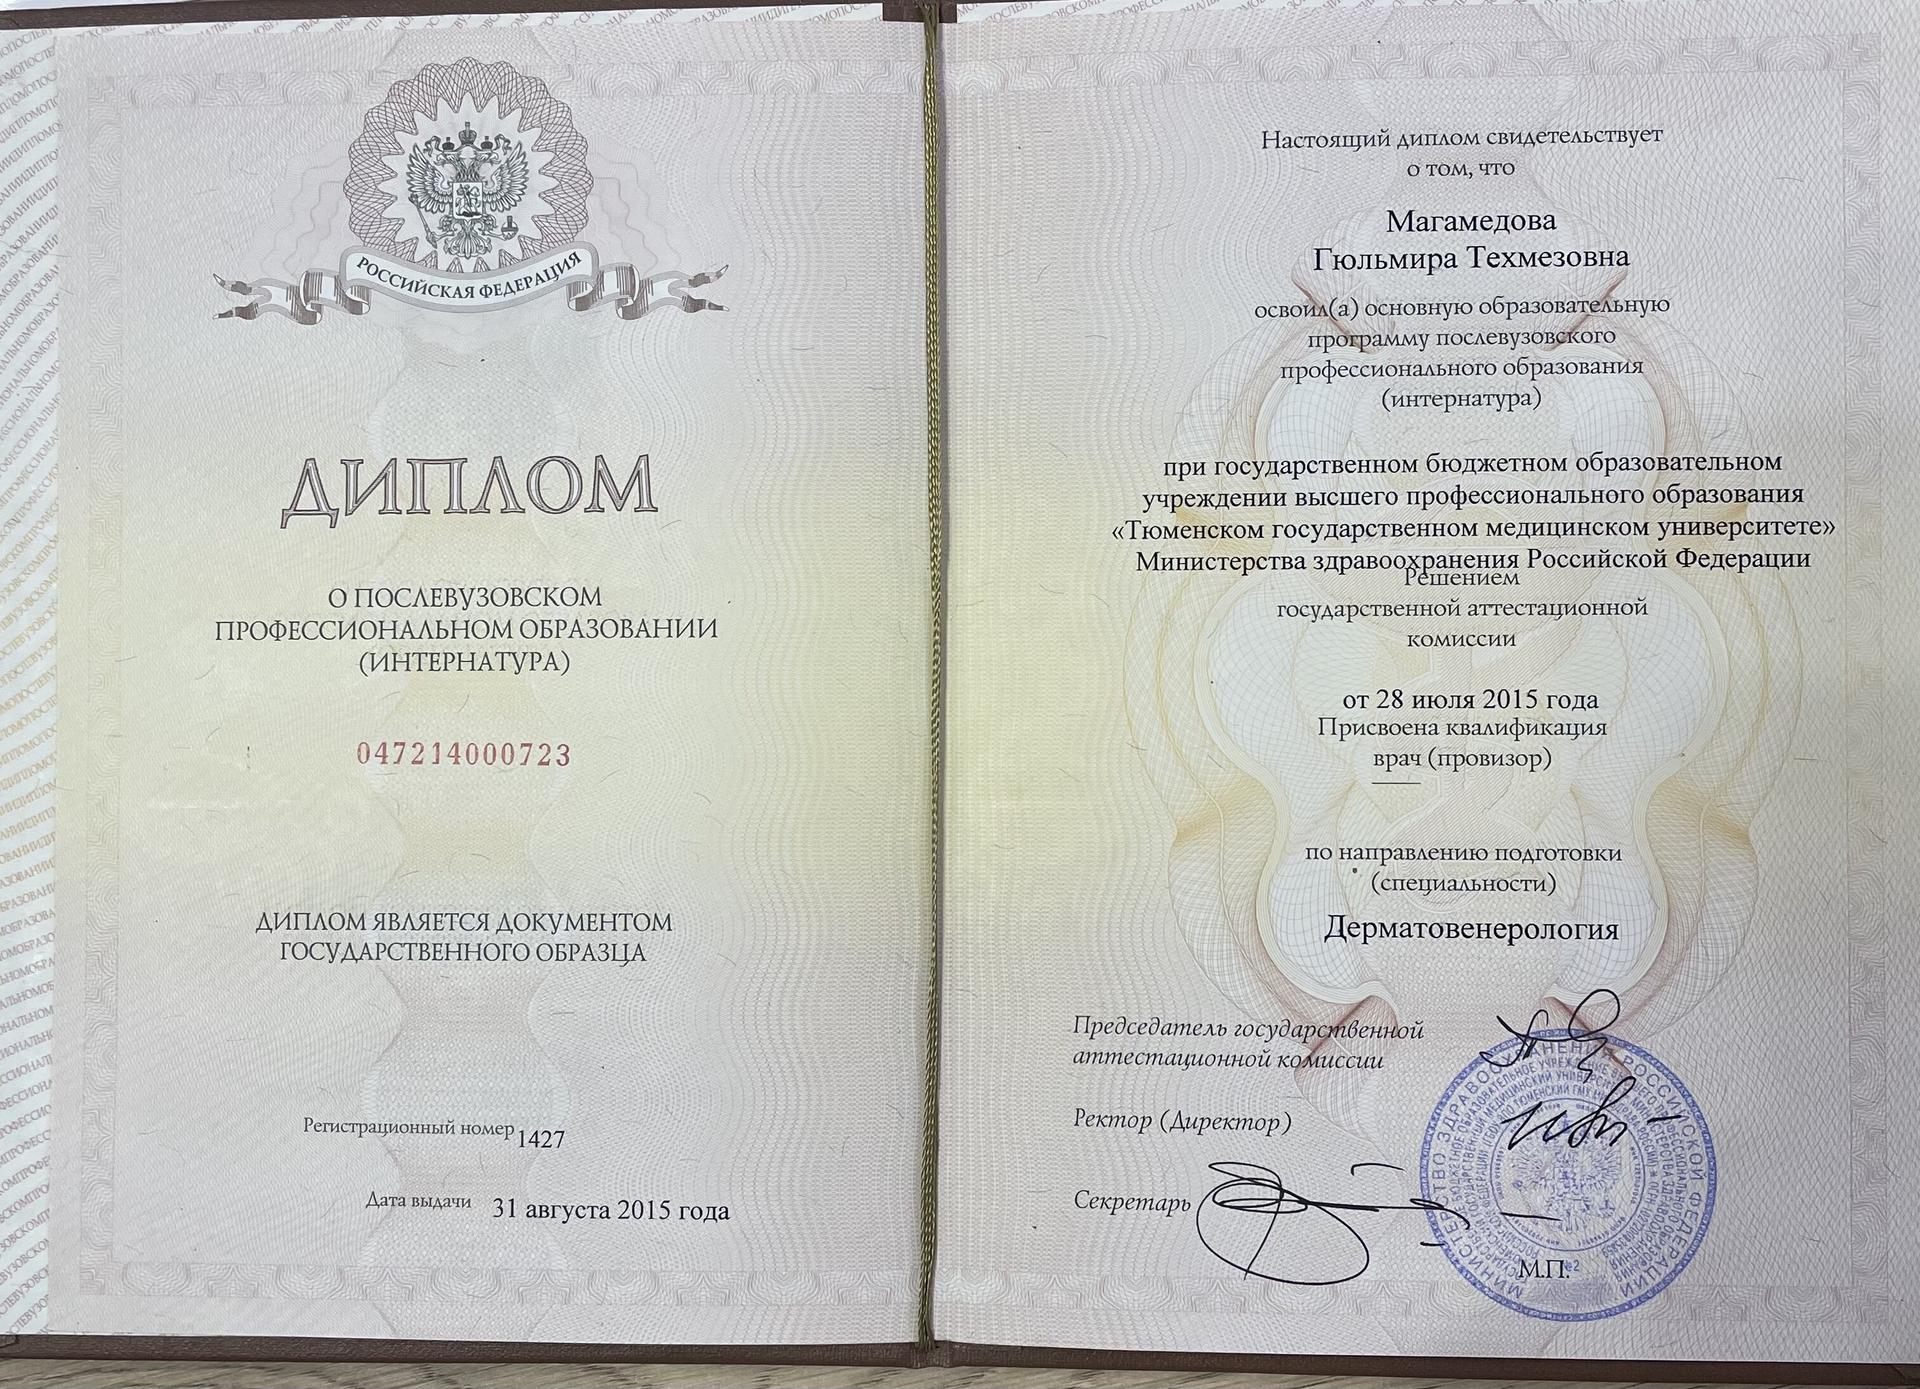 РОССИЙСКАЯ ФЕДЕРАЦИЯ
ДИПЛОМ
О ПОСЛЕВУЗОВСКОМ
ПРОФЕССИОНАЛЬНОМ ОБРАЗОВАНИИ
(ИНТЕРНАТУРА)
047214000723
ДИПЛОМ ЯВЛЯЕТСЯ ДОКУМЕНТОМ
ГОСУДАРСТВЕННОГО ОБРАЗЦА
Регистрационный номер 1427
Дата выдачи 31 августа 2015 года
Настоящий диплом свидетельствует
о том, что
Магамедова
Гюльмира Техмезовна
освоил(а) основную образовательную
программу послевузовского
профессионального образования
(интернатура)
при государственном бюджетном образовательном
учреждении высшего профессионального образования
«Тюменском государственном медицинском университете»
Министерства здравоохранения Российской Федерации
Решением
государственной аттестационной
комиссии
от 28 июля 2015 года
Присвоена квалификация
врач (провизор)
по направлению подготовки
(специальности)
Дерматовенерология
Председатель государственной
аттестационной комиссии
Ректор (Директор)
Секретарь
М.П.
МИНИСТЕРСТВО ЗДРАВООХРАНЕНИЯ РОССИЙСКОЙ ФЕДЕРАЦИИ